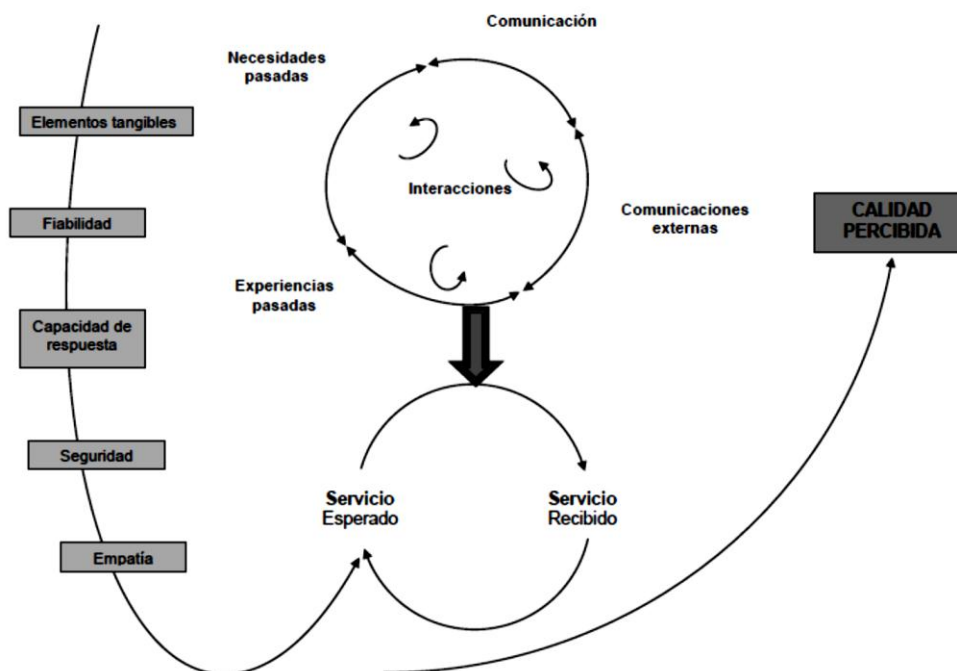 Comunicación
Necesidades
pasadas
Elementos tangibles
Interacciones
Fiabilidad
Comunicaciones
externas
CALIDAD
PERCIBIDA
Experiencias
pasadas
Capacidad de
respuesta
Seguridad
Servicio
Esperado
Servicio
Recibido
Empatía